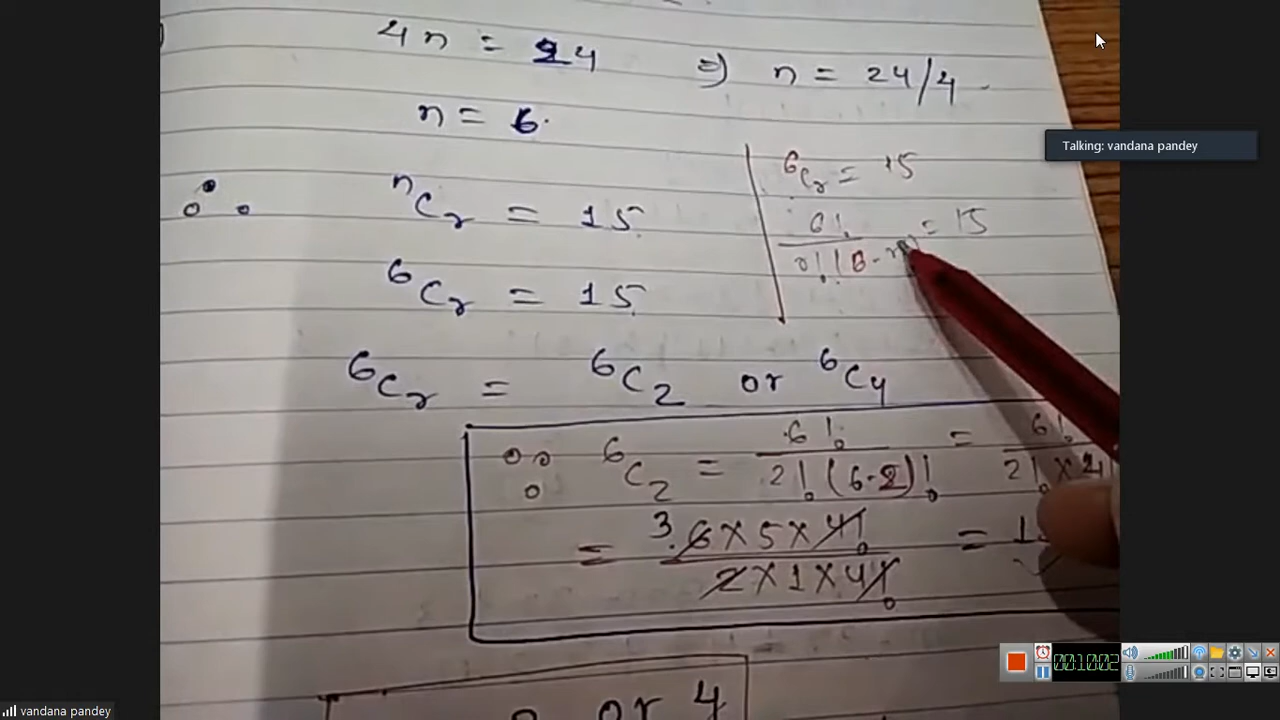 4n = 24 ⇒ n = 24/4
n = 6.
∴ ⁿCᵣ = 15
⁶Cᵣ = 15
⁶Cᵣ = ⁶C₂ or ⁶C₄
⁶Cᵣ = 15
6! = 15
r! (6-r)
∵ ⁶C₂ = 6! / 2! (6-2)! = 6! / 2! × 4
= 3 6×5×4! / 2×1×4! =
or 4
Talking: vandana pandey
00:10:02
vandana pandey